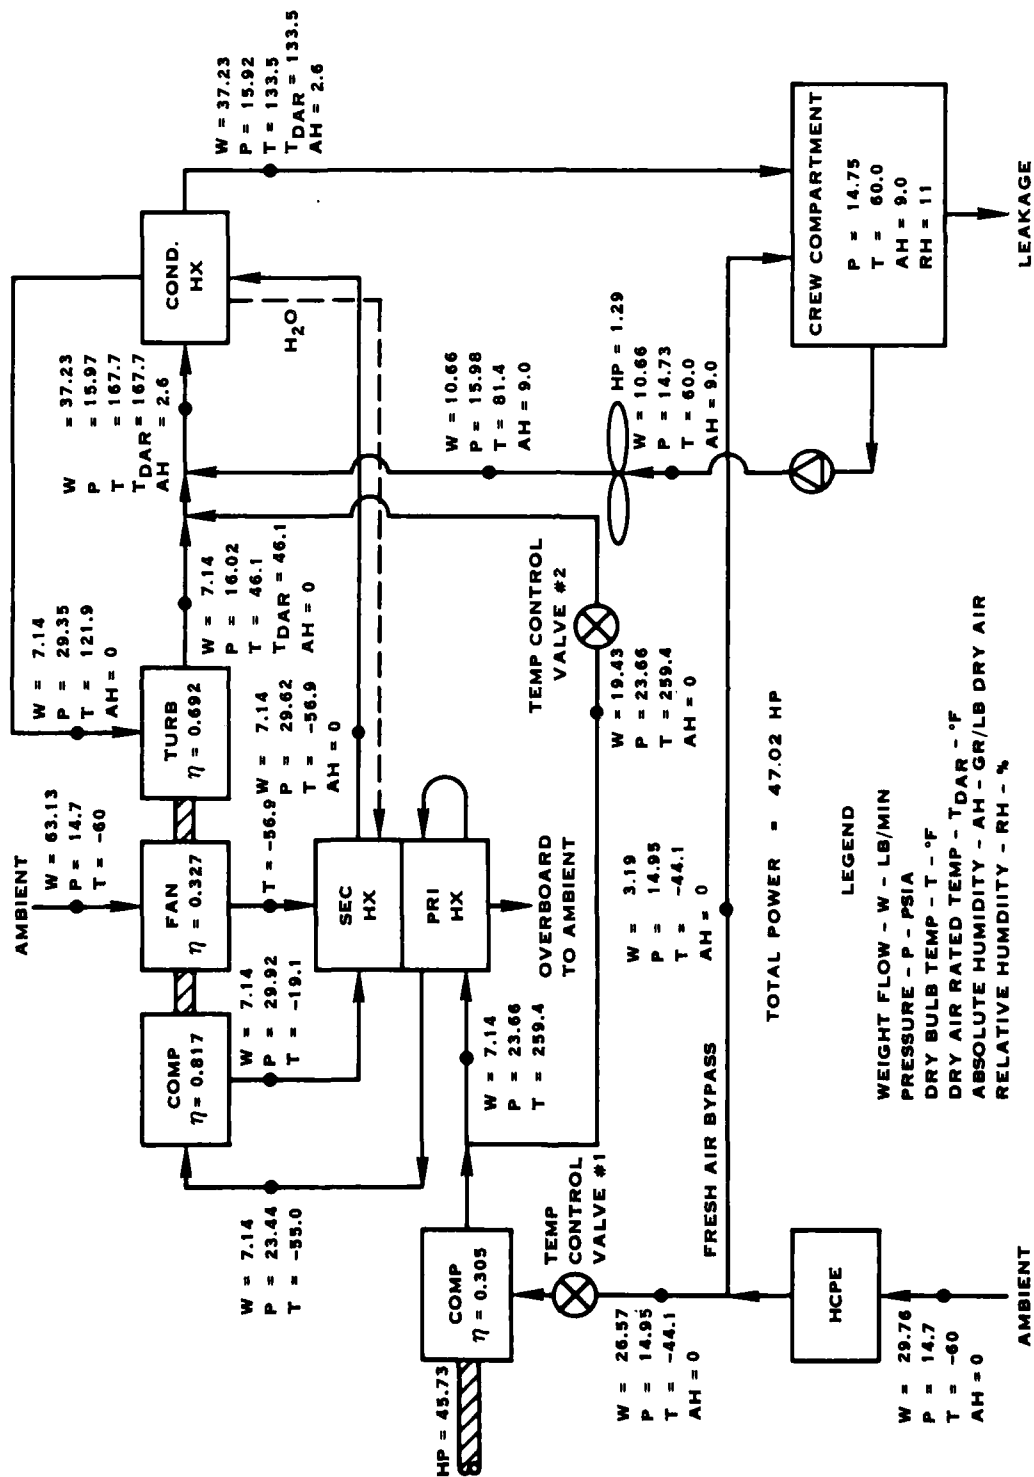 AMBIENT
W = 63.13
P = 14.7
T = -60
COMP
η = 0.817
FAN
η = 0.327
TURB
η = 0.692
W = 7.14
P = 29.35
T = 121.9
AH = 0
W = 37.23
P = 15.97
T = 167.7
TDAR = 167.7
AH = 2.6
COND.
HX
W = 37.23
P = 15.92
T = 133.5
TDAR = 133.5
AH = 2.6
W = 7.14
P = 16.02
T = 46.1
TDAR = 46.1
AH = 0
W = 7.14
P = 29.92
T = -19.1
T = -56.9
W = 7.14
P = 29.62
T = -56.9
AH = 0
H2O
W = 7.14
P = 23.44
T = -55.0
SEC
HX
PRI
HX
OVERBOARD
TO AMBIENT
W = 7.14
P = 23.66
T = 259.4
TEMP CONTROL
VALVE #2
W = 19.43
P = 23.66
T = 259.4
AH = 0
W = 10.66
P = 15.98
T = 81.4
AH = 9.0
HP = 1.29
W = 10.66
P = 14.73
T = 60.0
AH = 9.0
HP = 45.73
COMP
η = 0.305
TEMP
CONTROL
VALVE #1
W = 26.57
P = 14.95
T = -44.1
AH = 0
FRESH AIR BYPASS
W = 3.19
P = 14.95
T = -44.1
AH = 0
TOTAL POWER = 47.02 HP
CREW COMPARTMENT
P = 14.75
T = 60.0
AH = 9.0
RH = 11
LEAKAGE
HCPE
W = 29.76
P = 14.7
T = -60
AH = 0
AMBIENT
LEGEND
WEIGHT FLOW - W - LB/MIN
PRESSURE - P - PSIA
DRY BULB TEMP - T - °F
DRY AIR RATED TEMP - TDAR - °F
ABSOLUTE HUMIDITY - AH - GR/LB DRY AIR
RELATIVE HUMDIITY - RH - %